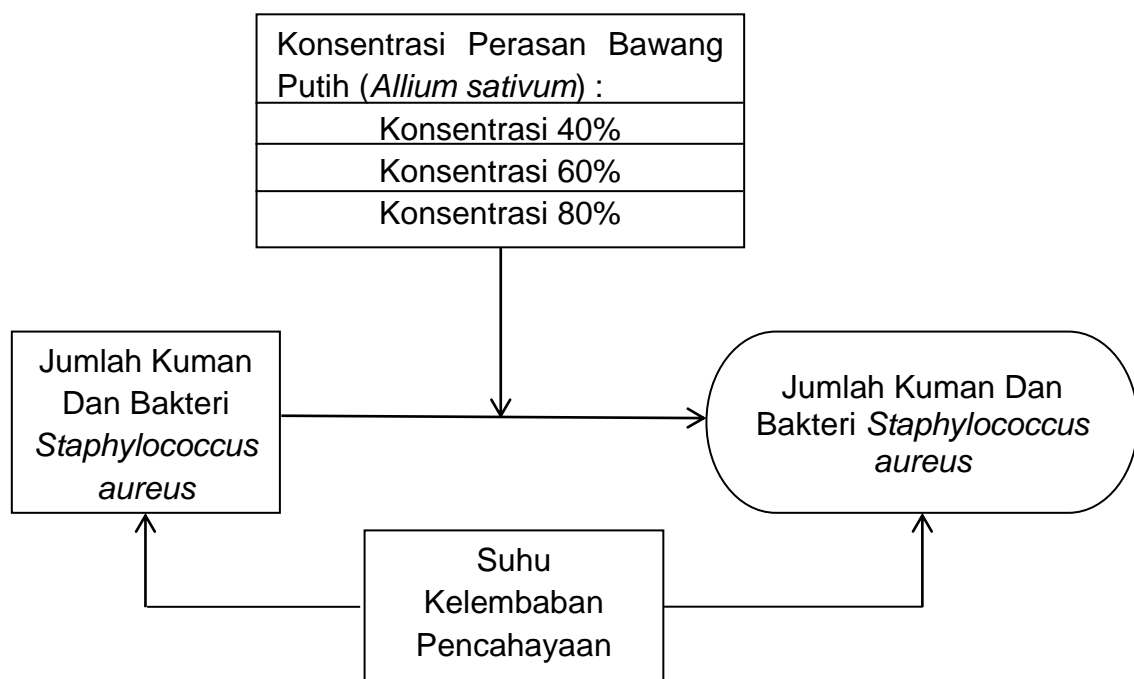 Konsentrasi Perasan Bawang
Putih (Allium sativum) :
Konsentrasi 40%
Konsentrasi 60%
Konsentrasi 80%
Jumlah Kuman
Dan Bakteri
Staphylococcus
aureus
Jumlah Kuman Dan
Bakteri Staphylococcus
aureus
Suhu
Kelembaban
Pencahayaan